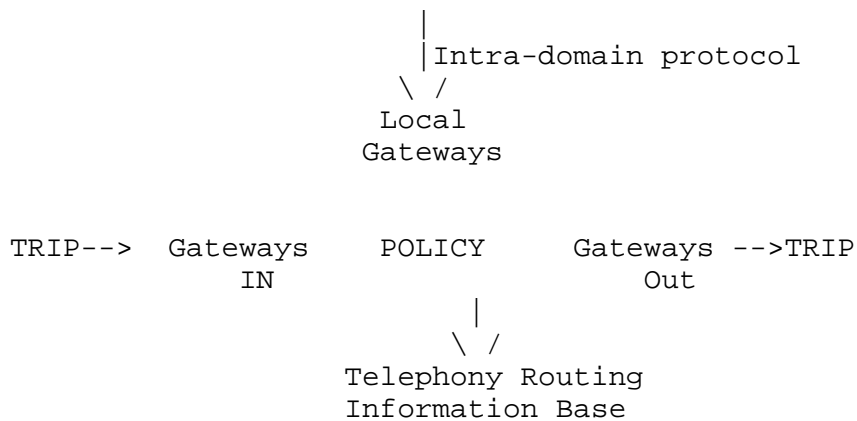 |
|Intra-domain protocol
\ /
Local
Gateways
TRIP--> Gateways POLICY Gateways -->TRIP
IN Out
|
\ /
Telephony Routing
Information Base